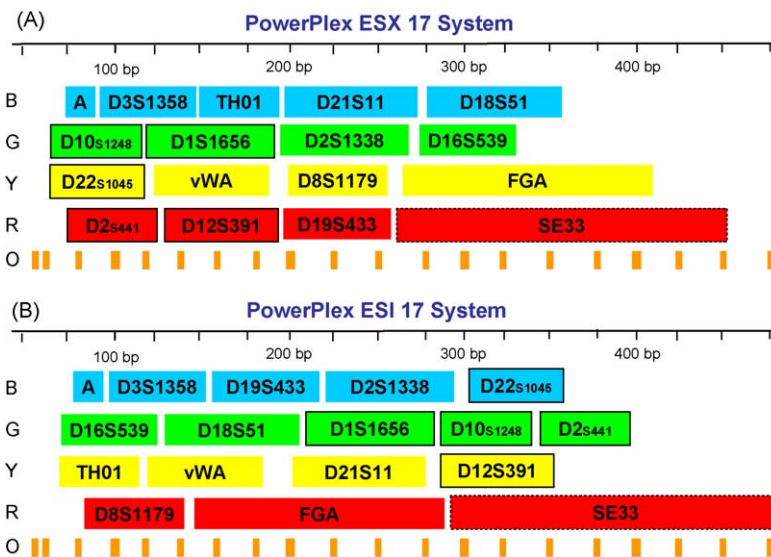 (A) PowerPlex ESX 17 System
100 bp 200 bp 300 bp 400 bp
B A D3S1358 TH01 D21S11 D18S51
G D10S1248 D1S1656 D2S1338 D16S539
Y D22S1045 vWA D8S1179 FGA
R D2S441 D12S391 D19S433 SE33
O
(B) PowerPlex ESI 17 System
100 bp 200 bp 300 bp 400 bp
B A D3S1358 D19S433 D2S1338 D22S1045
G D16S539 D18S51 D1S1656 D10S1248 D2S441
Y TH01 vWA D21S11 D12S391
R D8S1179 FGA SE33
O